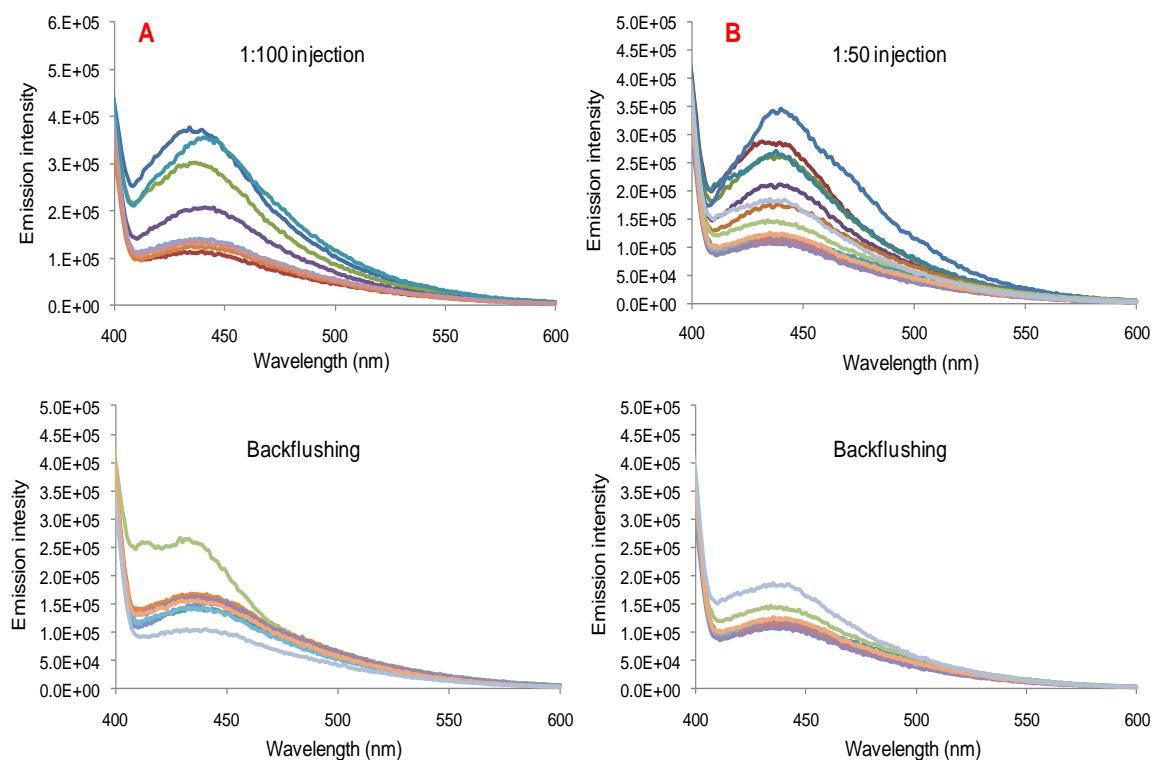 A
1:100 injection
Emission intensity
6.E+05
5.E+05
4.E+05
3.E+05
2.E+05
1.E+05
0.E+00
400 450 500 550 600
Wavelength (nm)
B
1:50 injection
Emission intensity
5.0E+05
4.5E+05
4.0E+05
3.5E+05
3.0E+05
2.5E+05
2.0E+05
1.5E+05
1.0E+05
5.0E+04
0.0E+00
400 450 500 550 600
Wavelength (nm)
Backflushing
Emission intesity
5.0E+05
4.5E+05
4.0E+05
3.5E+05
3.0E+05
2.5E+05
2.0E+05
1.5E+05
1.0E+05
5.0E+04
0.0E+00
400 450 500 550 600
Wavelength (nm)
Backflushing
Emission intensity
5.0E+05
4.5E+05
4.0E+05
3.5E+05
3.0E+05
2.5E+05
2.0E+05
1.5E+05
1.0E+05
5.0E+04
0.0E+00
400 450 500 550 600
Wavelength (nm)